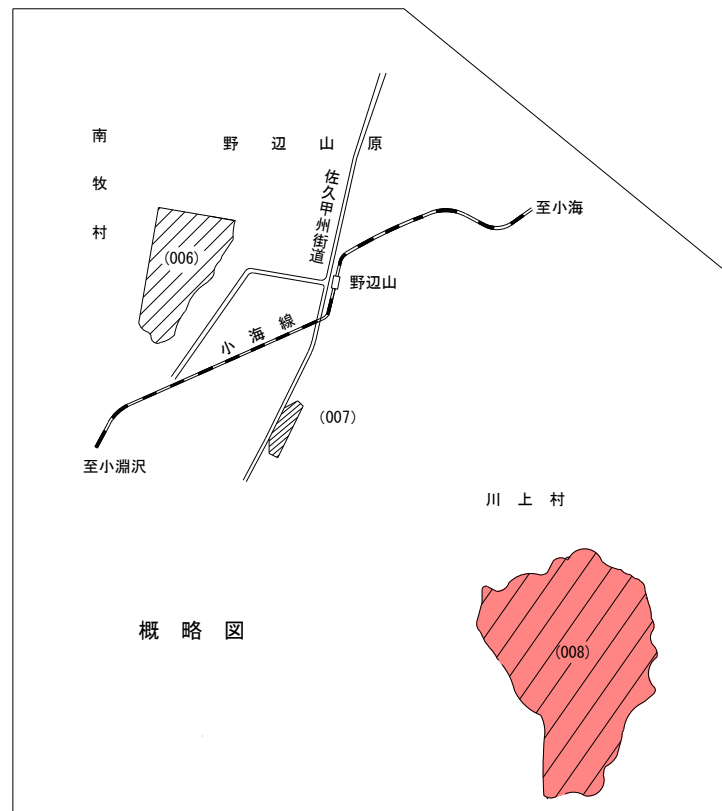 南牧村
野辺山原
佐久甲州街道
至小海
(006)
野辺山
小海線
(007)
至小淵沢
川上村
概略図
(008)